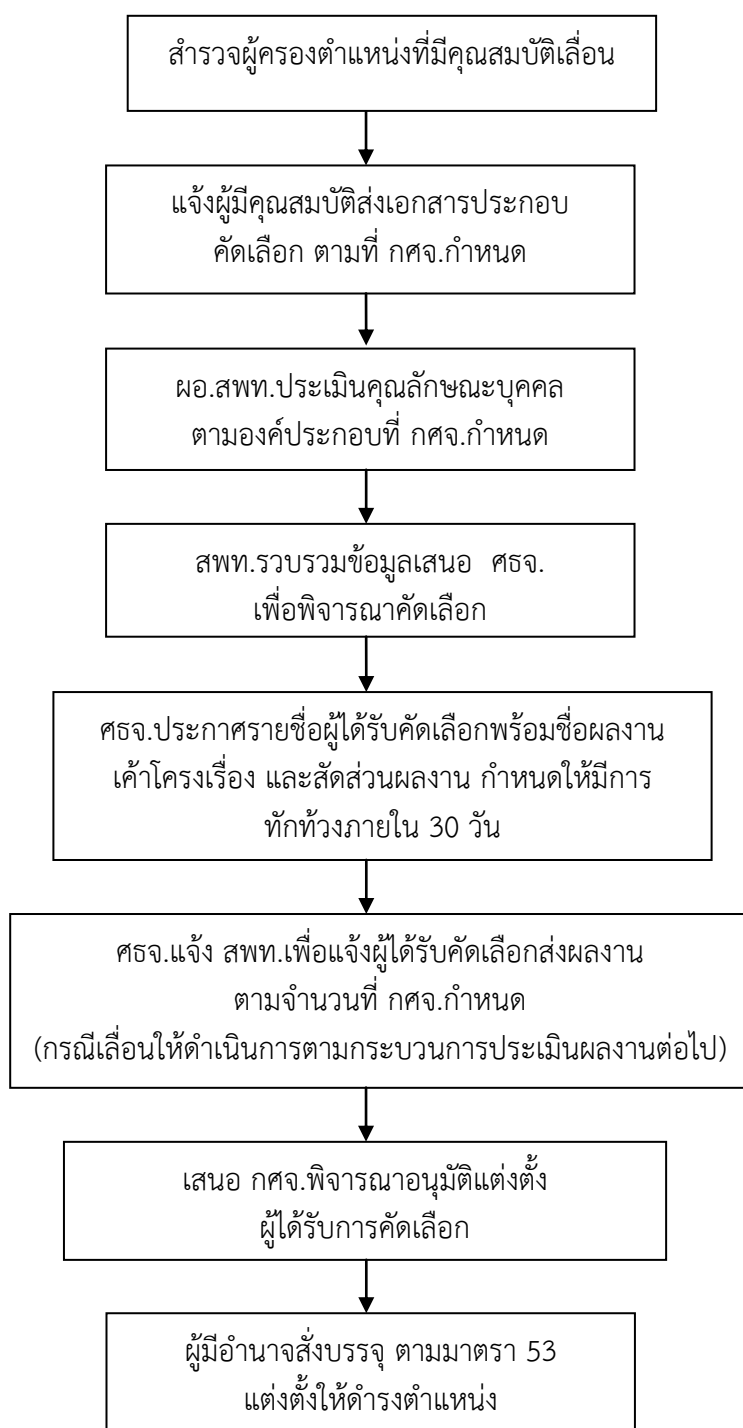 สำรวจผู้ครองตำแหน่งที่มีคุณสมบัติเลื่อน
แจ้งผู้มีคุณสมบัติส่งเอกสารประกอบ
คัดเลือก ตามที่ กศจ.กำหนด
ผอ.สพท.ประเมินคุณลักษณะบุคคล
ตามองค์ประกอบที่ กศจ.กำหนด
สพท.รวบรวมข้อมูลเสนอ ศธจ.
เพื่อพิจารณาคัดเลือก
ศธจ.ประกาศรายชื่อผู้ได้รับคัดเลือกพร้อมชื่อผลงาน
เค้าโครงเรื่อง และสัดส่วนผลงาน กำหนดให้มีการ
ทักท้วงภายใน 30 วัน
ศธจ.แจ้ง สพท.เพื่อแจ้งผู้ได้รับคัดเลือกส่งผลงาน
ตามจำนวนที่ กศจ.กำหนด
(กรณีเลื่อนให้ดำเนินการตามกระบวนการประเมินผลงานต่อไป)
เสนอ กศจ.พิจารณาอนุมัติแต่งตั้ง
ผู้ได้รับการคัดเลือก
ผู้มีอำนาจสั่งบรรจุ ตามมาตรา 53
แต่งตั้งให้ดำรงตำแหน่ง